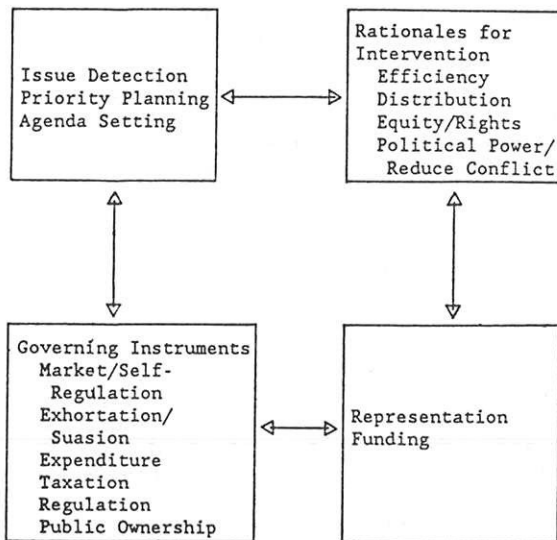 Issue Detection
Priority Planning
Agenda Setting
Rationales for
Intervention
Efficiency
Distribution
Equity/Rights
Political Power/
Reduce Conflict
Governing Instruments
Market/Self-
Regulation
Exhortation/
Suasion
Expenditure
Taxation
Regulation
Public Ownership
Representation
Funding